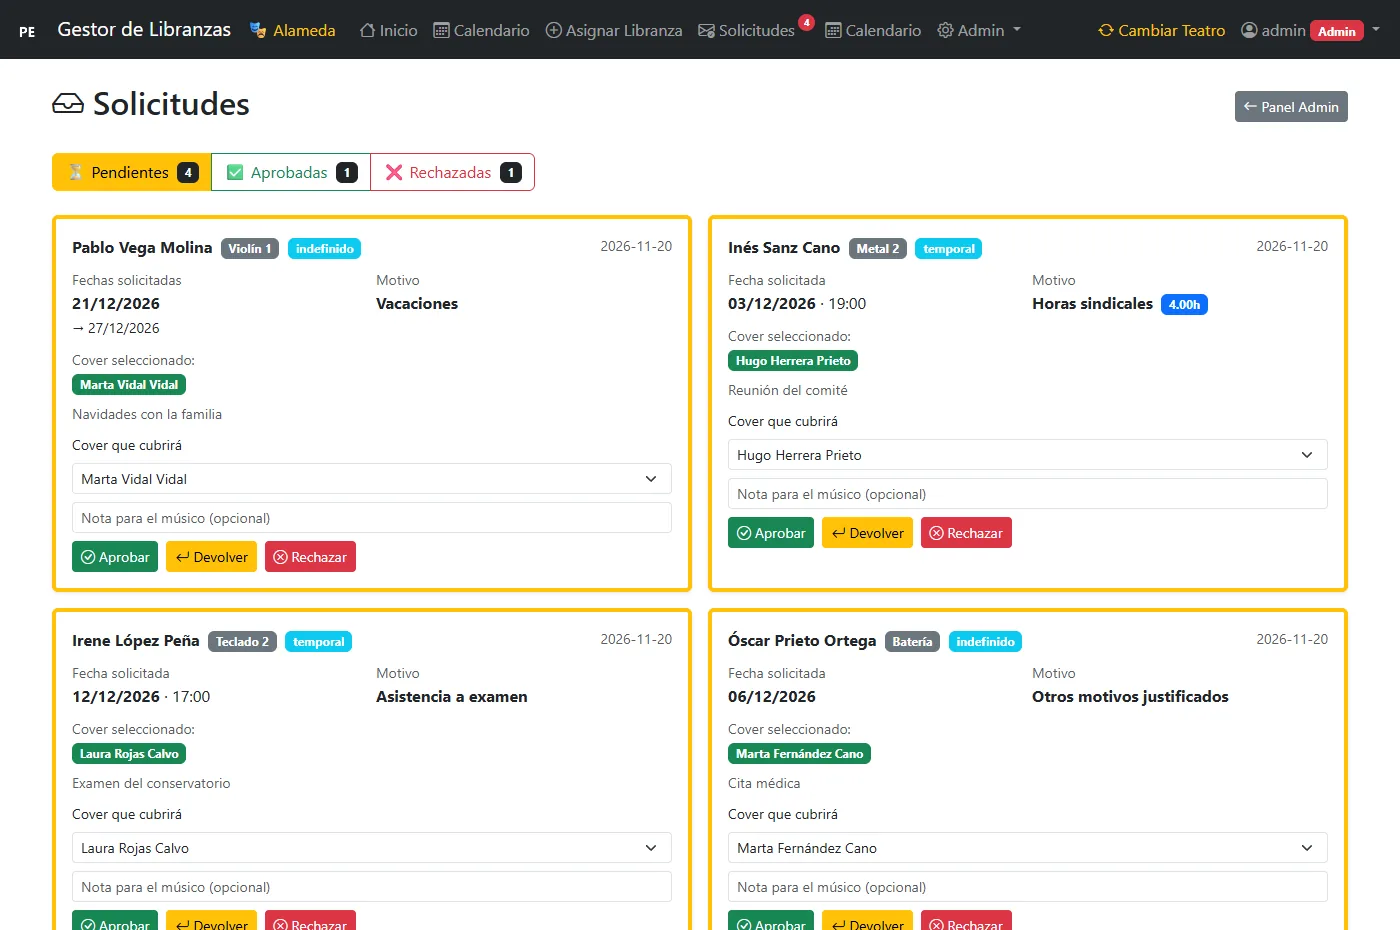 PE Gestor de Libranzas Alameda Inicio Calendario Asignar Libranza Solicitudes 4 Calendario Admin Cambiar Teatro admin Admin
Solicitudes
← Panel Admin
Pendientes 4 Aprobadas 1 Rechazadas 1
Pablo Vega Molina Violín 1 indefinido 2026-11-20
Fechas solicitadas Motivo
21/12/2026 Vacaciones
→ 27/12/2026
Cover seleccionado:
Marta Vidal Vidal
Navidades con la familia
Cover que cubrirá
Marta Vidal Vidal
Nota para el músico (opcional)
Aprobar Devolver Rechazar
Inés Sanz Cano Metal 2 temporal 2026-11-20
Fecha solicitada Motivo
03/12/2026 · 19:00 Horas sindicales 4.00h
Cover seleccionado:
Hugo Herrera Prieto
Reunión del comité
Cover que cubrirá
Hugo Herrera Prieto
Nota para el músico (opcional)
Aprobar Devolver Rechazar
Irene López Peña Teclado 2 temporal 2026-11-20
Fecha solicitada Motivo
12/12/2026 · 17:00 Asistencia a examen
Cover seleccionado:
Laura Rojas Calvo
Examen del conservatorio
Cover que cubrirá
Laura Rojas Calvo
Nota para el músico (opcional)
Aprobar Devolver Rechazar
Óscar Prieto Ortega Batería indefinido 2026-11-20
Fecha solicitada Motivo
06/12/2026 Otros motivos justificados
Cover seleccionado:
Marta Fernández Cano
Cita médica
Cover que cubrirá
Marta Fernández Cano
Nota para el músico (opcional)
Aprobar Devolver Rechazar